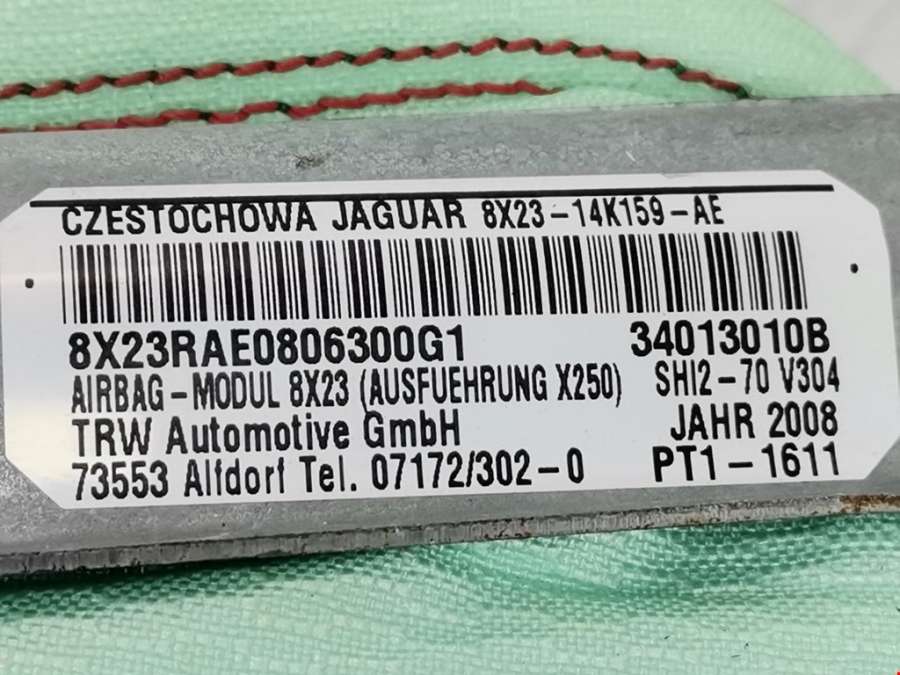 CZESTOCHOWA JAGUAR 8X23-14K159-AE
8X23RAE0806300G1 34013010B
AIRBAG-MODUL 8X23 (AUSFUEHRUNG X250) SHI2-70 V304
TRW Automotive GmbH JAHR 2008
73553 Alfdorf Tel. 07172/302-0 PT1-1611